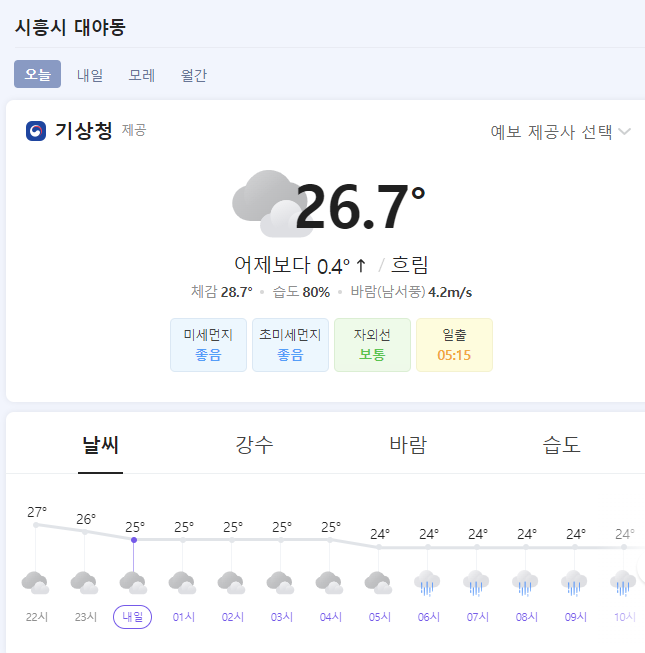 시흥시 대야동
오늘 내일 모레 월간
기상청 제공 예보 제공사 선택
26.7°
어제보다 0.4° ↑ / 흐림
체감 28.7° 습도 80% 바람(남서풍) 4.2m/s
미세먼지 초미세먼지 자외선 일출
좋음 좋음 보통 05:15
날씨 강수 바람 습도
27° 26° 25° 25° 25° 25° 25° 24° 24° 24° 24° 24° 24°
22시 23시 내일 01시 02시 03시 04시 05시 06시 07시 08시 09시 10시